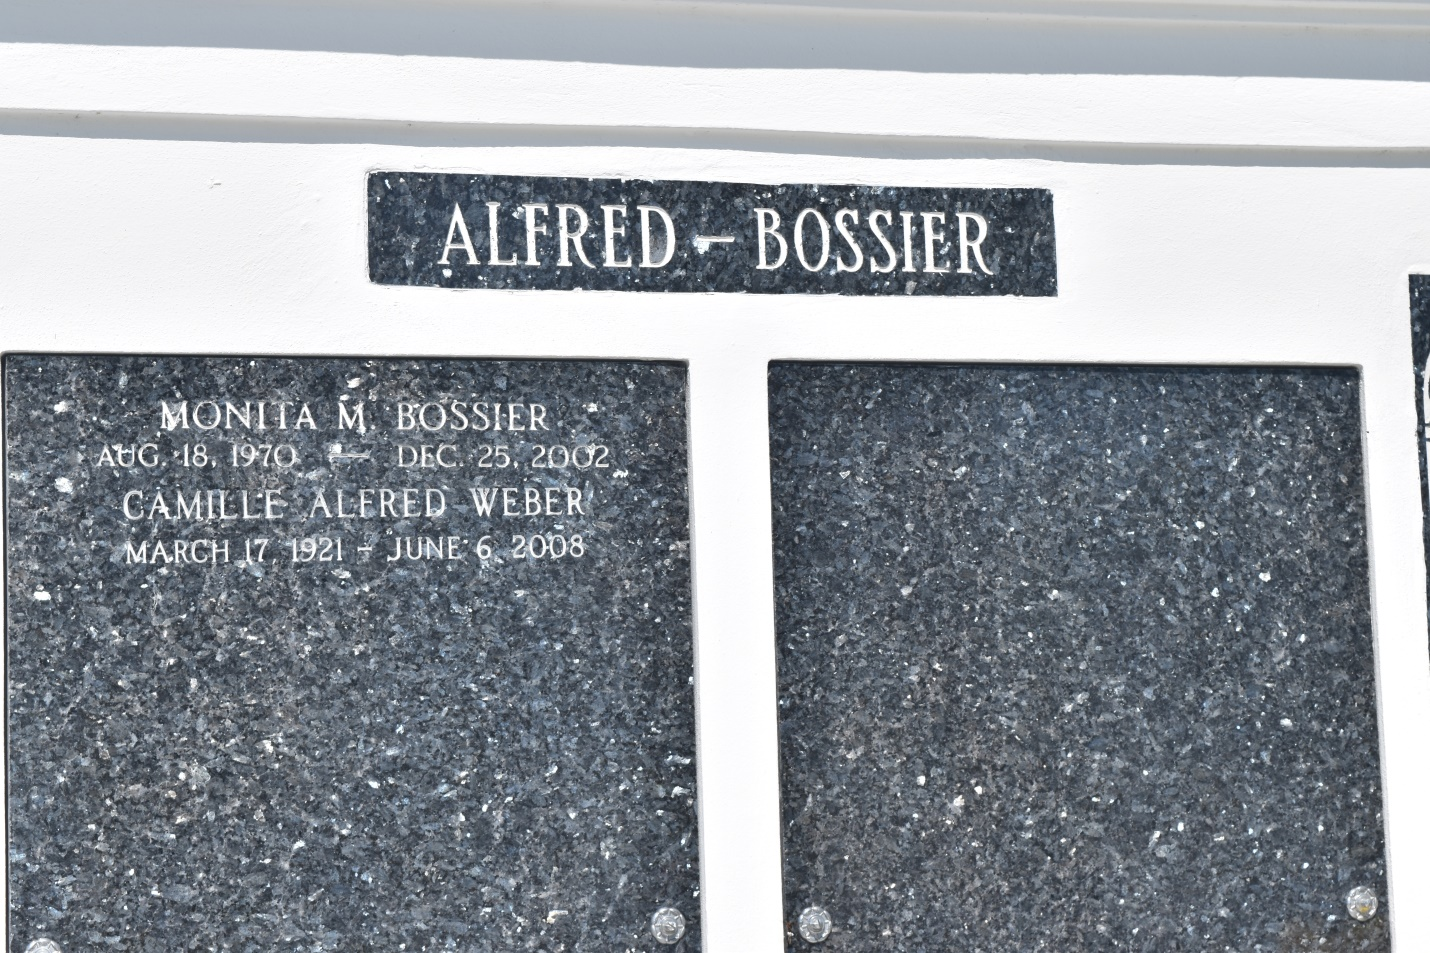 ALFRED - BOSSIER
MONITA M. BOSSIER
AUG. 18, 1970 — DEC. 25, 2002
CAMILLE ALFRED WEBER
MARCH 17, 1921 - JUNE 6, 2008